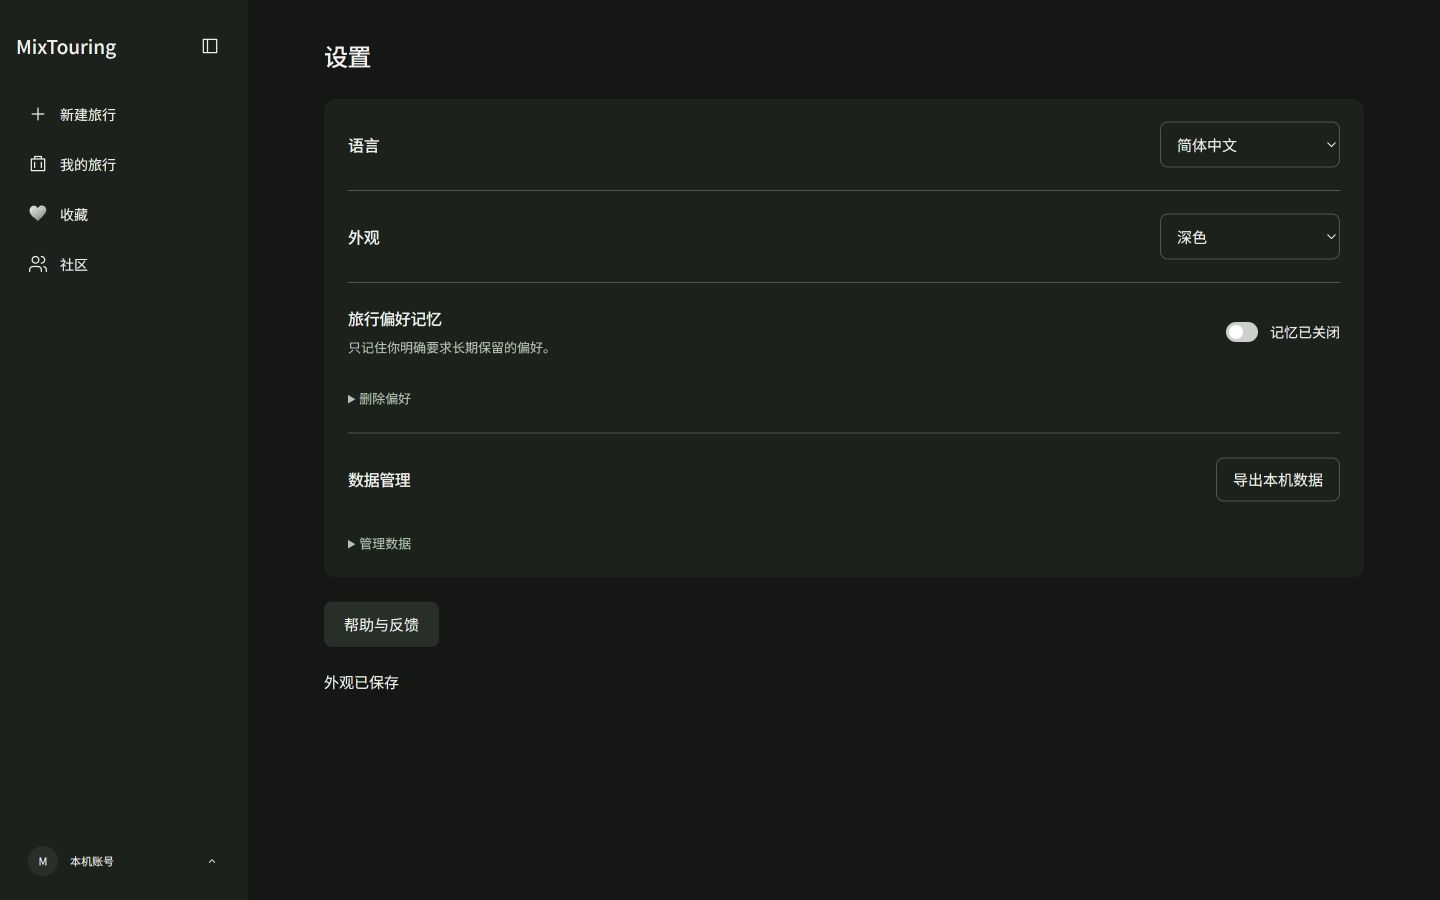 MixTouring
新建旅行
我的旅行
收藏
社区
M
本机账号
设置
语言
简体中文
外观
深色
旅行偏好记忆
只记住你明确要求长期保留的偏好。
记忆已关闭
删除偏好
数据管理
导出本机数据
管理数据
帮助与反馈
外观已保存